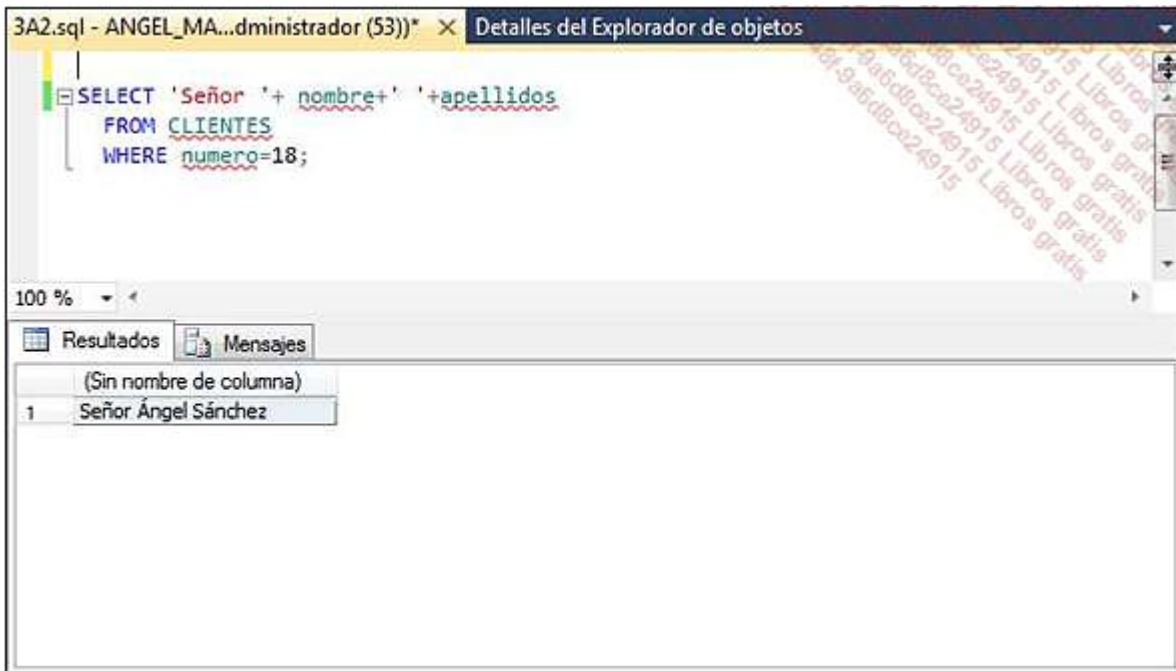 3A2.sql - ANGEL_MA...dministrador (53))* Detalles del Explorador de objetos
SELECT 'Señor '+ nombre+' '+apellidos
FROM CLIENTES
WHERE numero=18;
100 %
Resultados Mensajes
(Sin nombre de columna)
1 Señor Ángel Sánchez